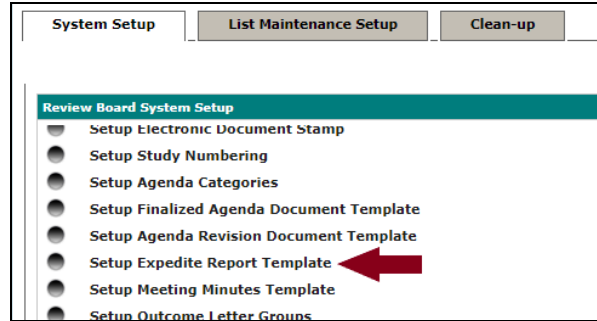 System Setup
List Maintenance Setup
Clean-up
Review Board System Setup
Setup Electronic Document Stamp
Setup Study Numbering
Setup Agenda Categories
Setup Finalized Agenda Document Template
Setup Agenda Revision Document Template
Setup Expedite Report Template
Setup Meeting Minutes Template
Setup Outcome Letter Groups